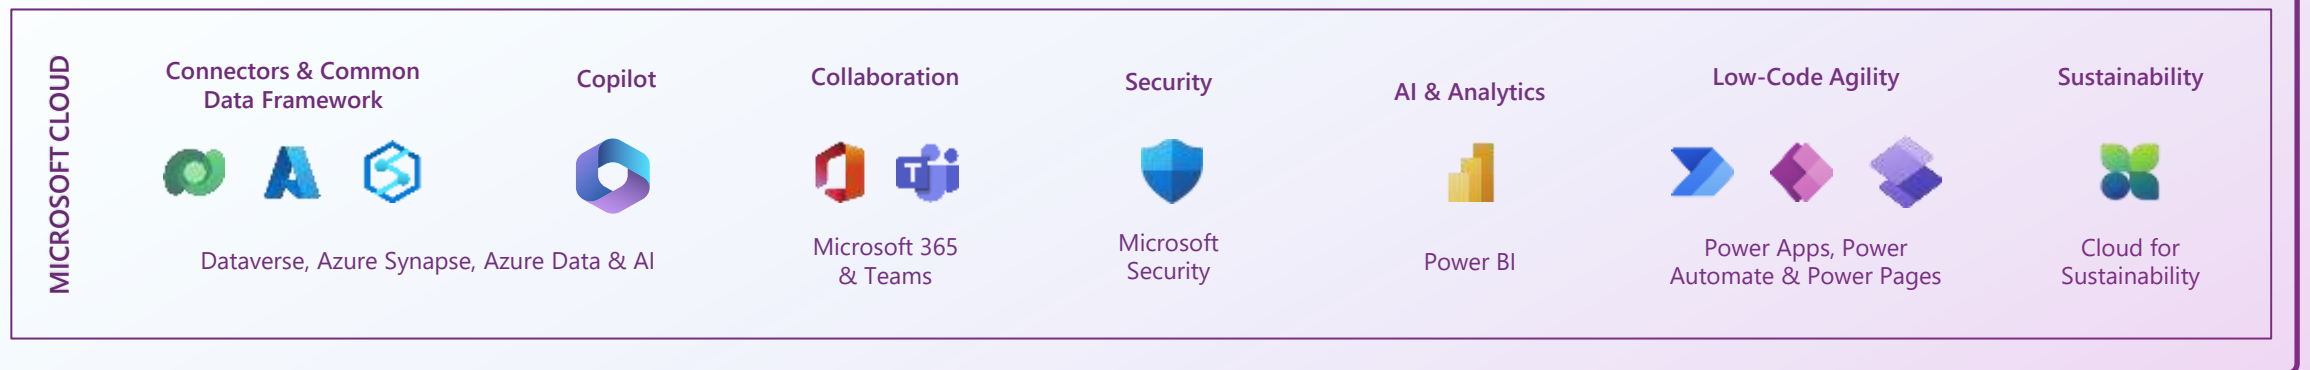 MICROSOFT CLOUD
Connectors & Common
Data Framework
Copilot
Collaboration
Security
AI & Analytics
Low-Code Agility
Sustainability
T
Dataverse, Azure Synapse, Azure Data & AI
Microsoft 365
& Teams
Microsoft
Security
Power BI
Power Apps, Power
Automate & Power Pages
Cloud for
Sustainability